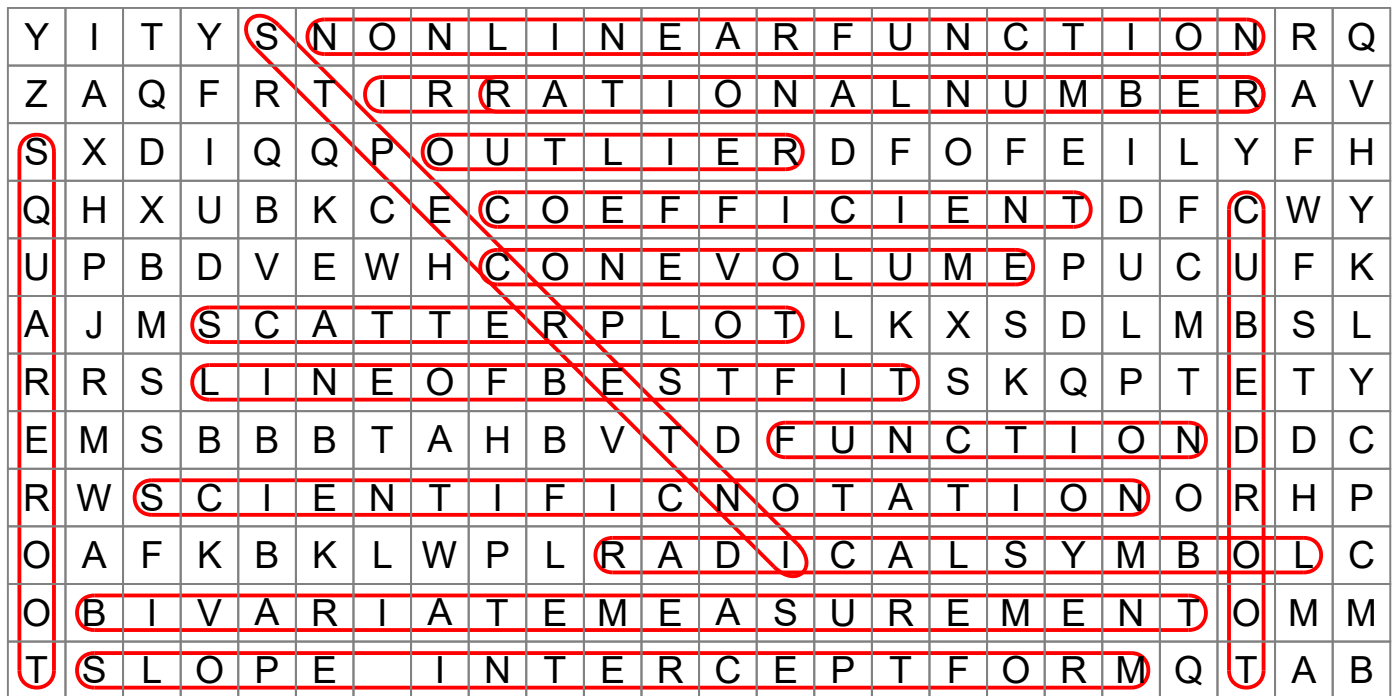 Y I T Y S N O N L I N E A R F U N C T I O N R Q
Z A Q F R T I R R A T I O N A L N U M B E R A V
S X D I Q Q P O U T L I E R D F O F E I L Y F H
Q H X U B K C E C O E F F I C I E N T D F C W Y
U P B D V E W H C O N E V O L U M E P U C U F K
A J M S C A T T E R P L O T L K X S D L M B S L
R R S L I N E O F B E S T F I T S K Q P T E T Y
E M S B B B T A H B V T D F U N C T I O N D D C
R W S C I E N T I F I C N O T A T I O N O R H P
O A F K B K L W P L R A D I C A L S Y M B O L C
O B I V A R I A T E M E A S U R E M E N T O M M
T S L O P E I N T E R C E P T F O R M Q T A B